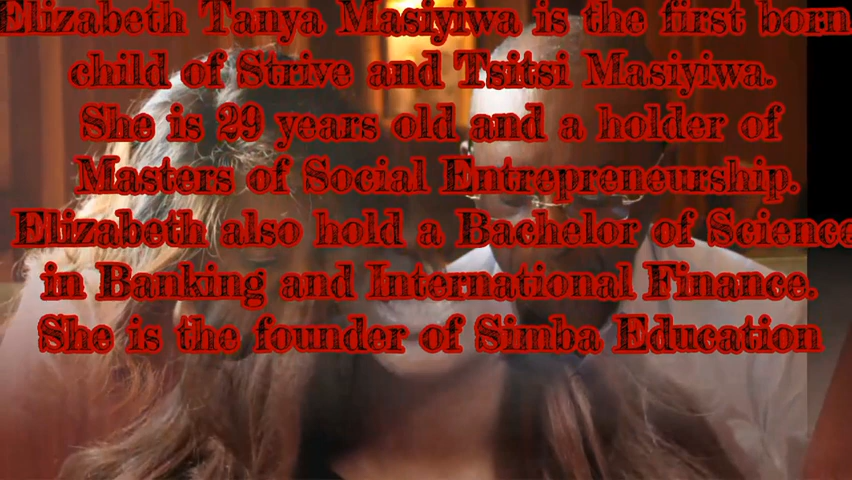 Elizabeth Tanya Masiyiwa is the first born
child of Strive and Tsitsi Masiyiwa.
She is 29 years old and a holder of
Masters of Social Entrepreneurship.
Elizabeth also hold a Bachelor of Science
in Banking and International Finance.
She is the founder of Simba Education